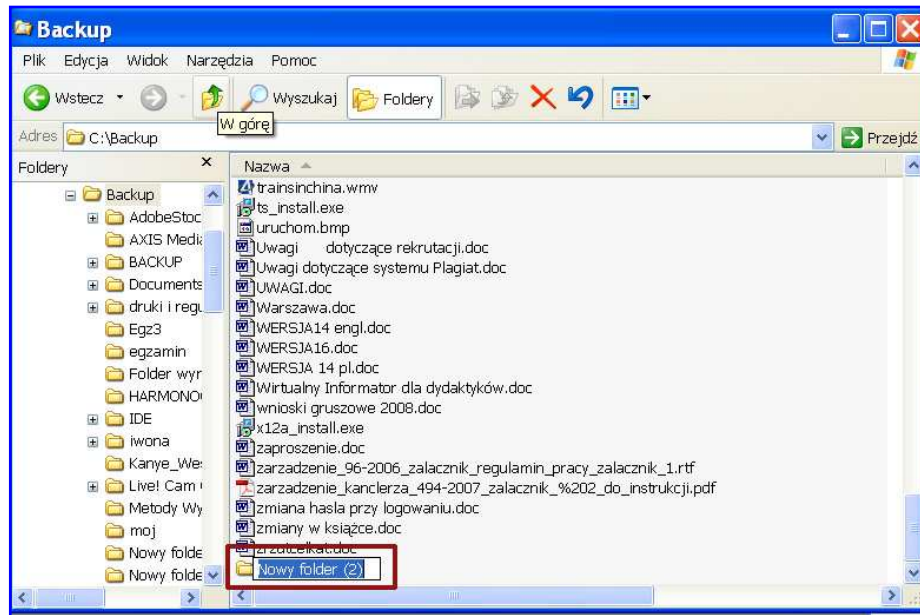 Backup
Plik Edycja Widok Narzędzia Pomoc
Wstecz Wyszukaj Foldery
W górę
Adres C:\Backup Przejdź
Foldery x Nazwa
Backup
AdobeStoc
AXIS Media
BACKUP
Documents
druki i regu
Egz3
egzamin
Folder wyr
HARMONO
IDE
iwona
Kanye_Wes
Live! Cam
Metody Wy
moj
Nowy folde
Nowy folde
trainsinchina.wmv
ts_install.exe
uruchom.bmp
Uwagi dotyczące rekrutacji.doc
Uwagi dotyczące systemu Plagiat.doc
UWAGI.doc
Warszawa.doc
WERSJA14 engl.doc
WERSJA16.doc
WERSJA 14 pl.doc
Wirtualny Informator dla dydaktyków.doc
wnioski gruszowe 2008.doc
x12a_install.exe
zaproszenie.doc
zarzadzenie_96-2006_zalacznik_regulamin_pracy_zalacznik_1.rtf
zarzadzenie_kanclerza_494-2007_zalacznik_%202_do_instrukcji.pdf
zmiana hasla przy logowaniu.doc
zmiany w książce.doc
zrzutcelkat.doc
Nowy folder (2)